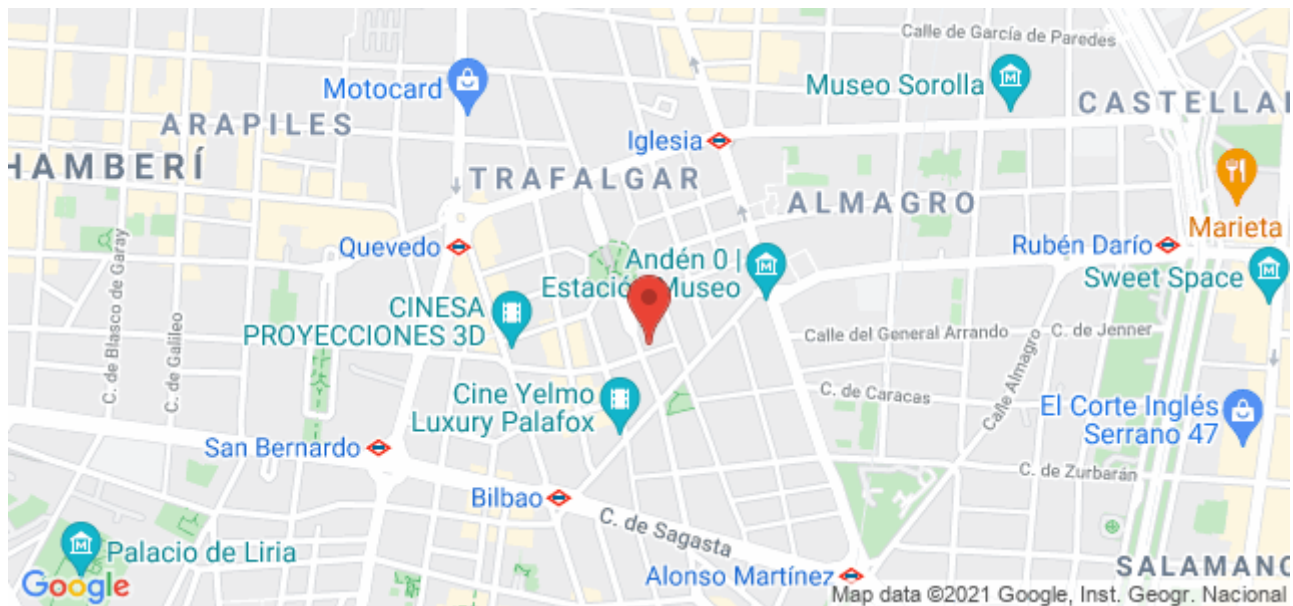 Calle de García de Paredes
Motocard
Museo Sorolla
CASTELLAI
ARAPILES
Iglesia
HAMBERÍ
TRAFALGAR
ALMAGRO
Marieta
Quevedo
Rubén Darío
Andén 0 |
Estación Museo
Sweet Space
C. de Blasco de Garay
C. de Galileo
CINESA
PROYECCIONES 3D
Calle del General Arrando
C. de Jenner
Calle Almagro
Cine Yelmo
Luxury Palafox
C. de Caracas
El Corte Inglés
Serrano 47
San Bernardo
C. de Zurbarán
Bilbao
C. de Sagasta
Palacio de Liria
Alonso Martínez
SALAMANC
Google
Map data ©2021 Google, Inst. Geogr. Nacional